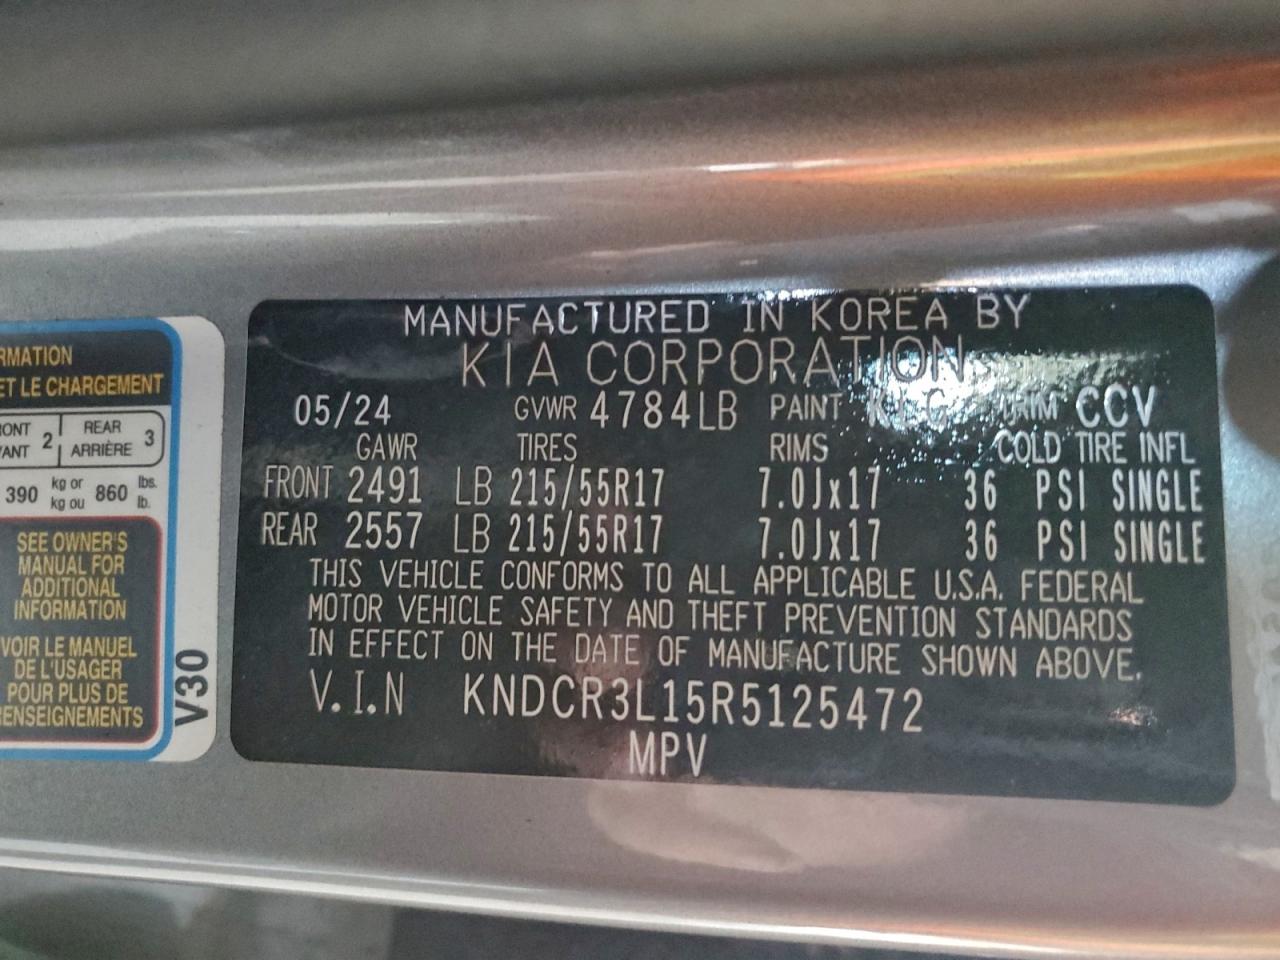 RMATION
ET LE CHARGEMENT
2 REAR ARRIÈRE 3
390 kg or kg ou 860 lbs. lb.
SEE OWNER'S
MANUAL FOR
ADDITIONAL
INFORMATION
VOIR LE MANUEL
DE L'USAGER
POUR PLUS DE
RENSEIGNEMENTS
V30
MANUFACTURED IN KOREA BY
KIA CORPORATION
05/24 GVWR 4784LB PAINT TRIM CCV
GAWR TIRES RIMS COLD TIRE INFL
FRONT 2491 LB 215/55R17 7.0Jx17 36 PSI SINGLE
REAR 2557 LB 215/55R17 7.0Jx17 36 PSI SINGLE
THIS VEHICLE CONFORMS TO ALL APPLICABLE U.S.A. FEDERAL
MOTOR VEHICLE SAFETY AND THEFT PREVENTION STANDARDS
IN EFFECT ON THE DATE OF MANUFACTURE SHOWN ABOVE.
V.I.N KNDCR3L15R5125472
MPV